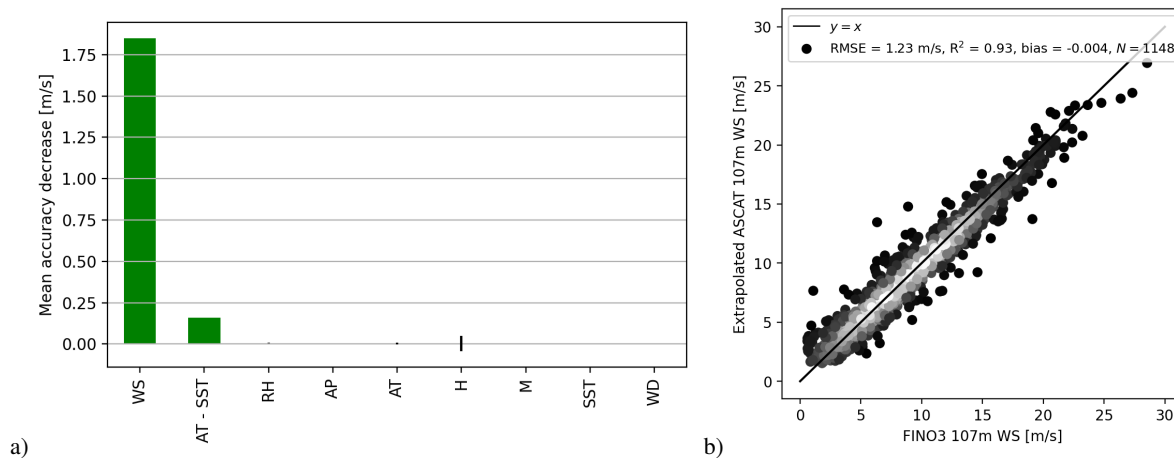 Mean accuracy decrease [m/s]
1.75
1.50
1.25
1.00
0.75
0.50
0.25
0.00
WS
AT - SST
RH
AP
AT
H
M
SST
WD
a)
Extrapolated ASCAT 107m WS [m/s]
30
25
20
15
10
5
0
y = x
RMSE = 1.23 m/s, R² = 0.93, bias = -0.004, N = 1148
0 5 10 15 20 25 30
FINO3 107m WS [m/s]
b)